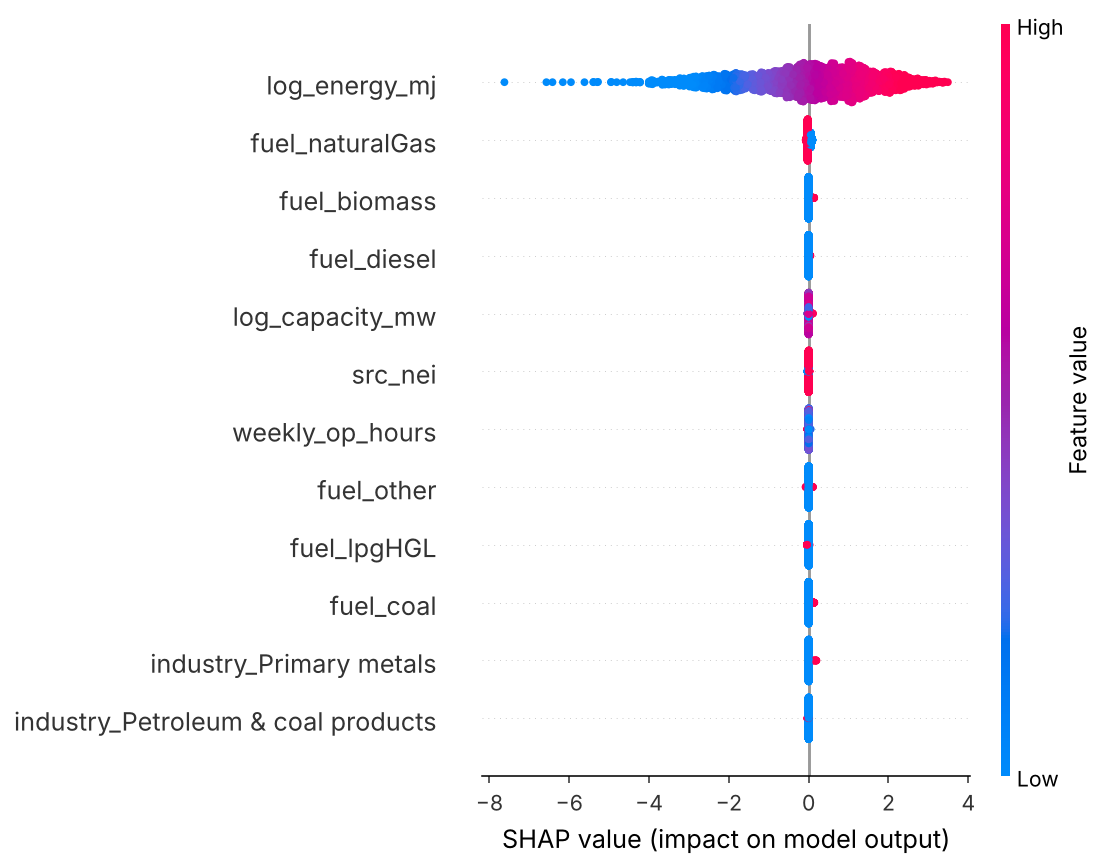 High
log_energy_mj
fuel_naturalGas
fuel_biomass
fuel_diesel
log_capacity_mw
src_nei
weekly_op_hours
fuel_other
fuel_lpgHGL
fuel_coal
industry_Primary metals
industry_Petroleum & coal products
Feature value
Low
−8 −6 −4 −2 0 2 4
SHAP value (impact on model output)